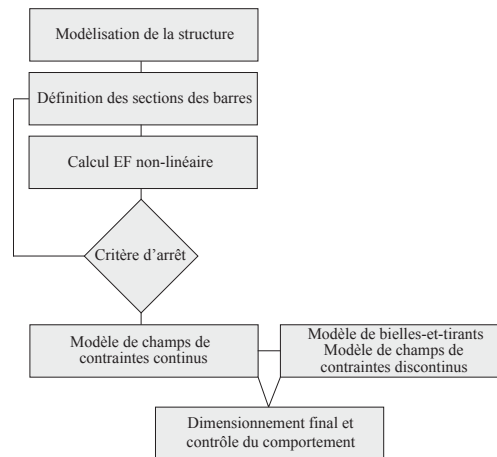 Modèlisation de la structure
Définition des sections des barres
Calcul EF non-linéaire
Critère d'arrêt
Modèle de champs de
contraintes continus
Modèle de bielles-et-tirants
Modèle de champs de
contraintes discontinus
Dimensionnement final et
contrôle du comportement